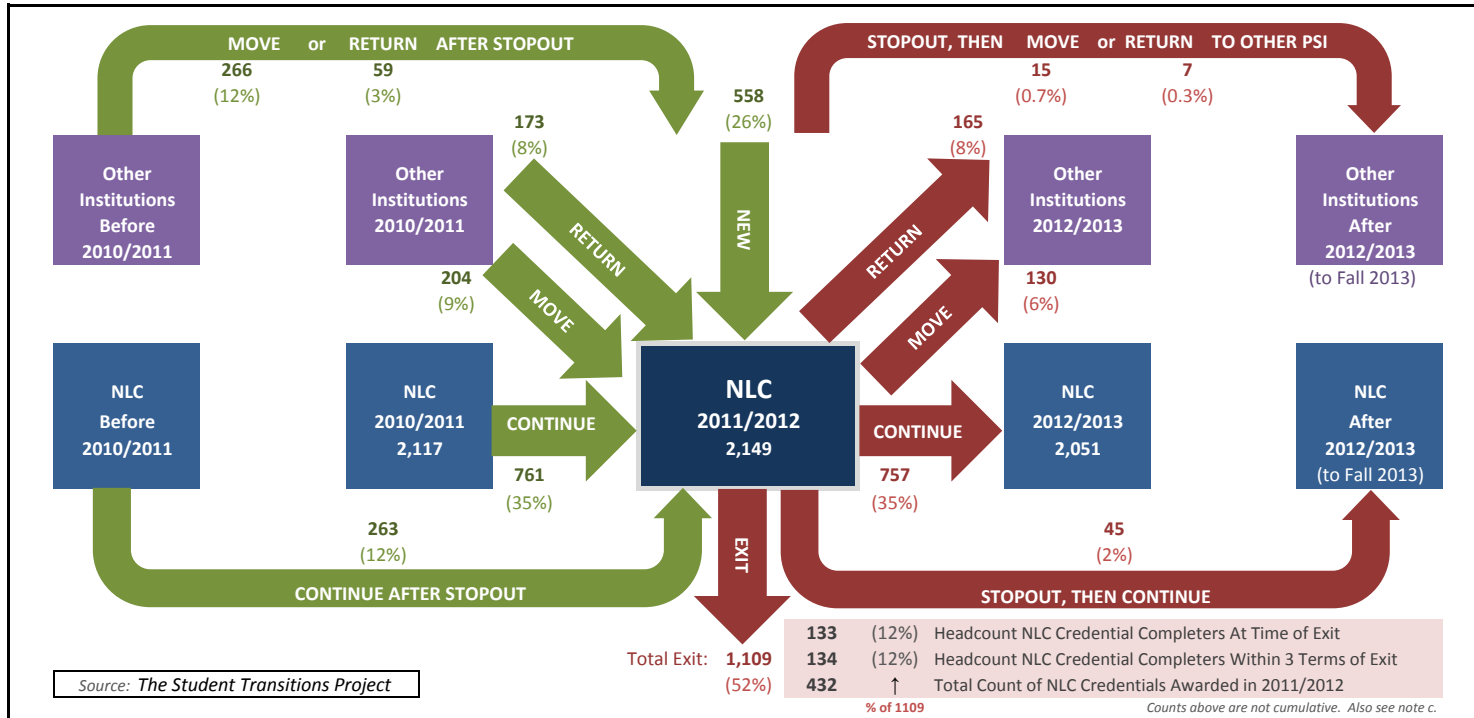 MOVE or RETURN AFTER STOPOUT
266 59
(12%) (3%)
STOPOUT, THEN MOVE or RETURN TO OTHER PSI
15 7
(0.7%) (0.3%)
558
(26%)
173
(8%)
165
(8%)
Other
Institutions
Before
2010/2011
Other
Institutions
2010/2011
NEW
Other
Institutions
2012/2013
Other
Institutions
After
2012/2013
(to Fall 2013)
RETURN
RETURN
204
(9%)
MOVE
MOVE
130
(6%)
NLC
Before
2010/2011
NLC
2010/2011
2,117
CONTINUE
761
(35%)
NLC
2011/2012
2,149
CONTINUE
757
(35%)
NLC
2012/2013
2,051
NLC
After
2012/2013
(to Fall 2013)
263
(12%)
CONTINUE AFTER STOPOUT
EXIT
45
(2%)
STOPOUT, THEN CONTINUE
Total Exit: 1,109
(52%)
133 (12%) Headcount NLC Credential Completers At Time of Exit
134 (12%) Headcount NLC Credential Completers Within 3 Terms of Exit
432 ↑ Total Count of NLC Credentials Awarded in 2011/2012
% of 1109
Counts above are not cumulative. Also see note c.
Source: The Student Transitions Project